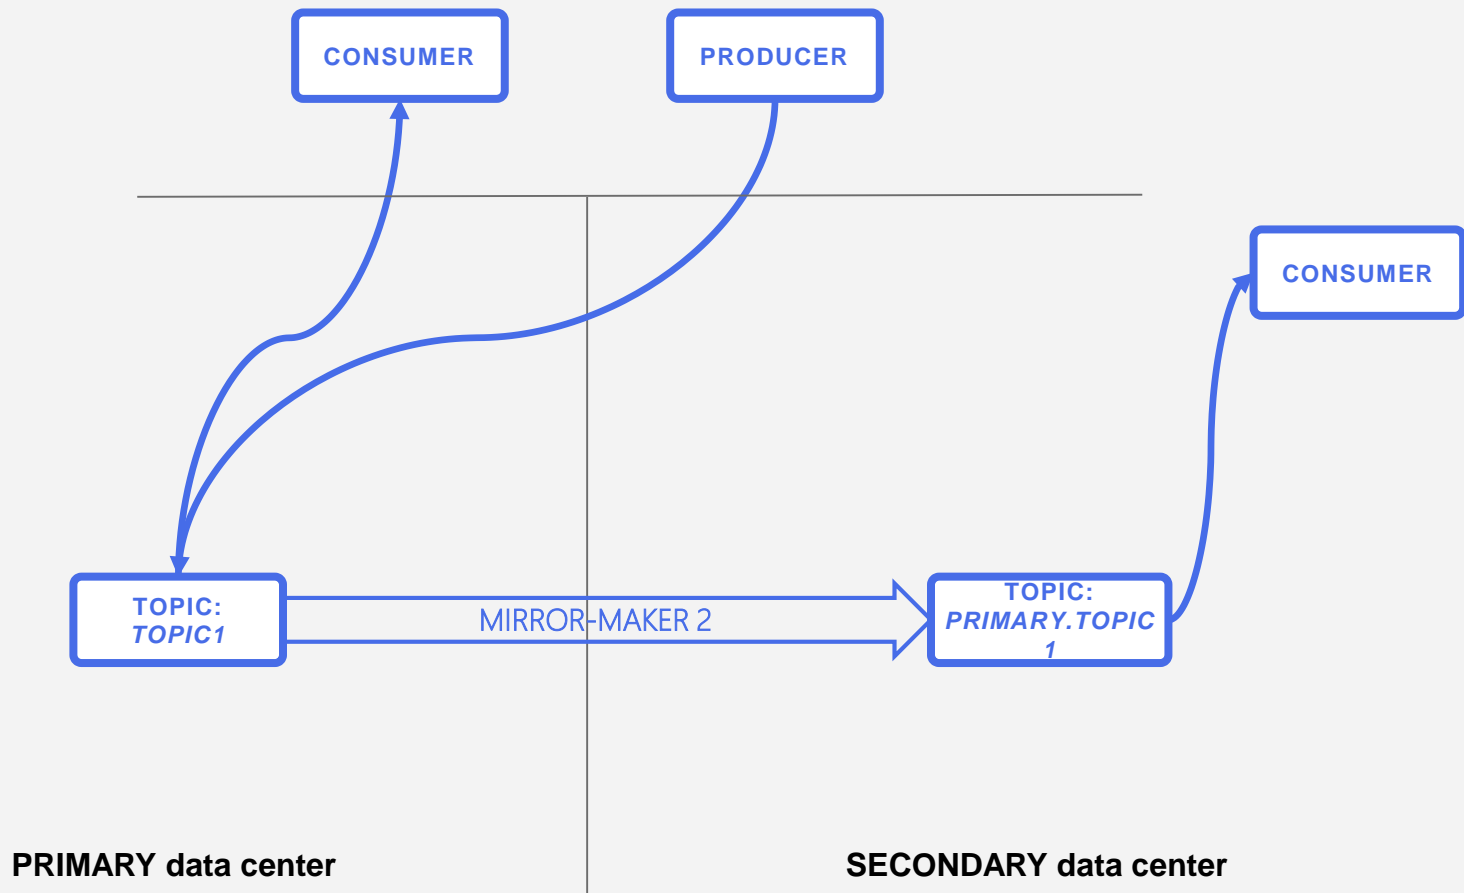 CONSUMER
PRODUCER
CONSUMER
TOPIC:
TOPIC1
MIRROR-MAKER 2
TOPIC:
PRIMARY.TOPIC
1
PRIMARY data center
SECONDARY data center